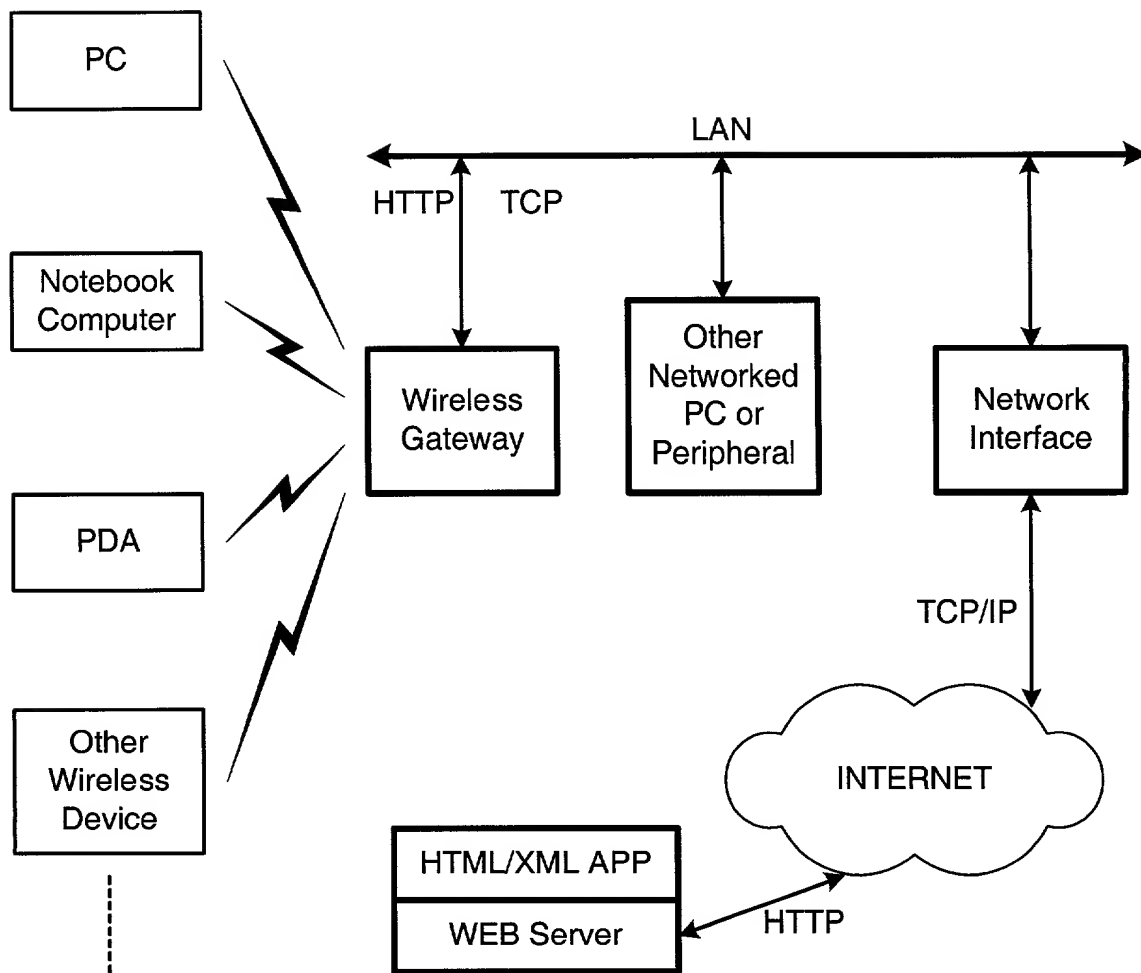 PC
LAN
HTTP TCP
Notebook
Computer
Wireless
Gateway
Other
Networked
PC or
Peripheral
Network
Interface
PDA
TCP/IP
Other
Wireless
Device
INTERNET
HTML/XML APP
WEB Server
HTTP